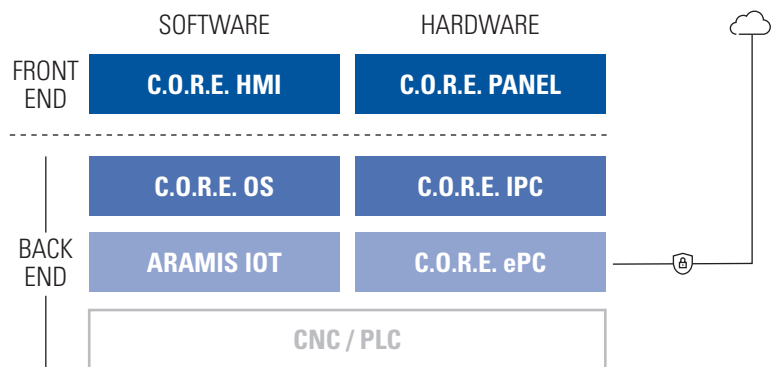 SOFTWARE HARDWARE
FRONT
END
C.O.R.E. HMI C.O.R.E. PANEL
BACK
END
C.O.R.E. OS C.O.R.E. IPC
ARAMIS IOT C.O.R.E. ePC
CNC / PLC